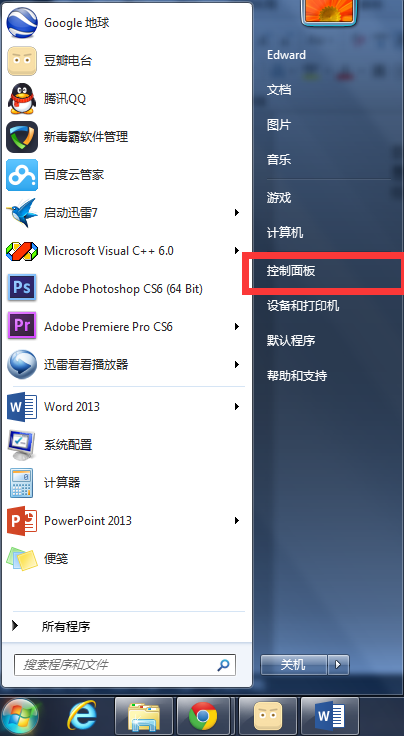 Google 地球
豆瓣电台
腾讯QQ
新毒霸软件管理
百度云管家
启动迅雷7
Microsoft Visual C++ 6.0
Ps
Adobe Photoshop CS6 (64 Bit)
Pr
Adobe Premiere Pro CS6
迅雷看看播放器
Word 2013
系统配置
计算器
PowerPoint 2013
便笺
所有程序
搜索程序和文件
Edward
文档
图片
音乐
游戏
计算机
控制面板
设备和打印机
默认程序
帮助和支持
关机